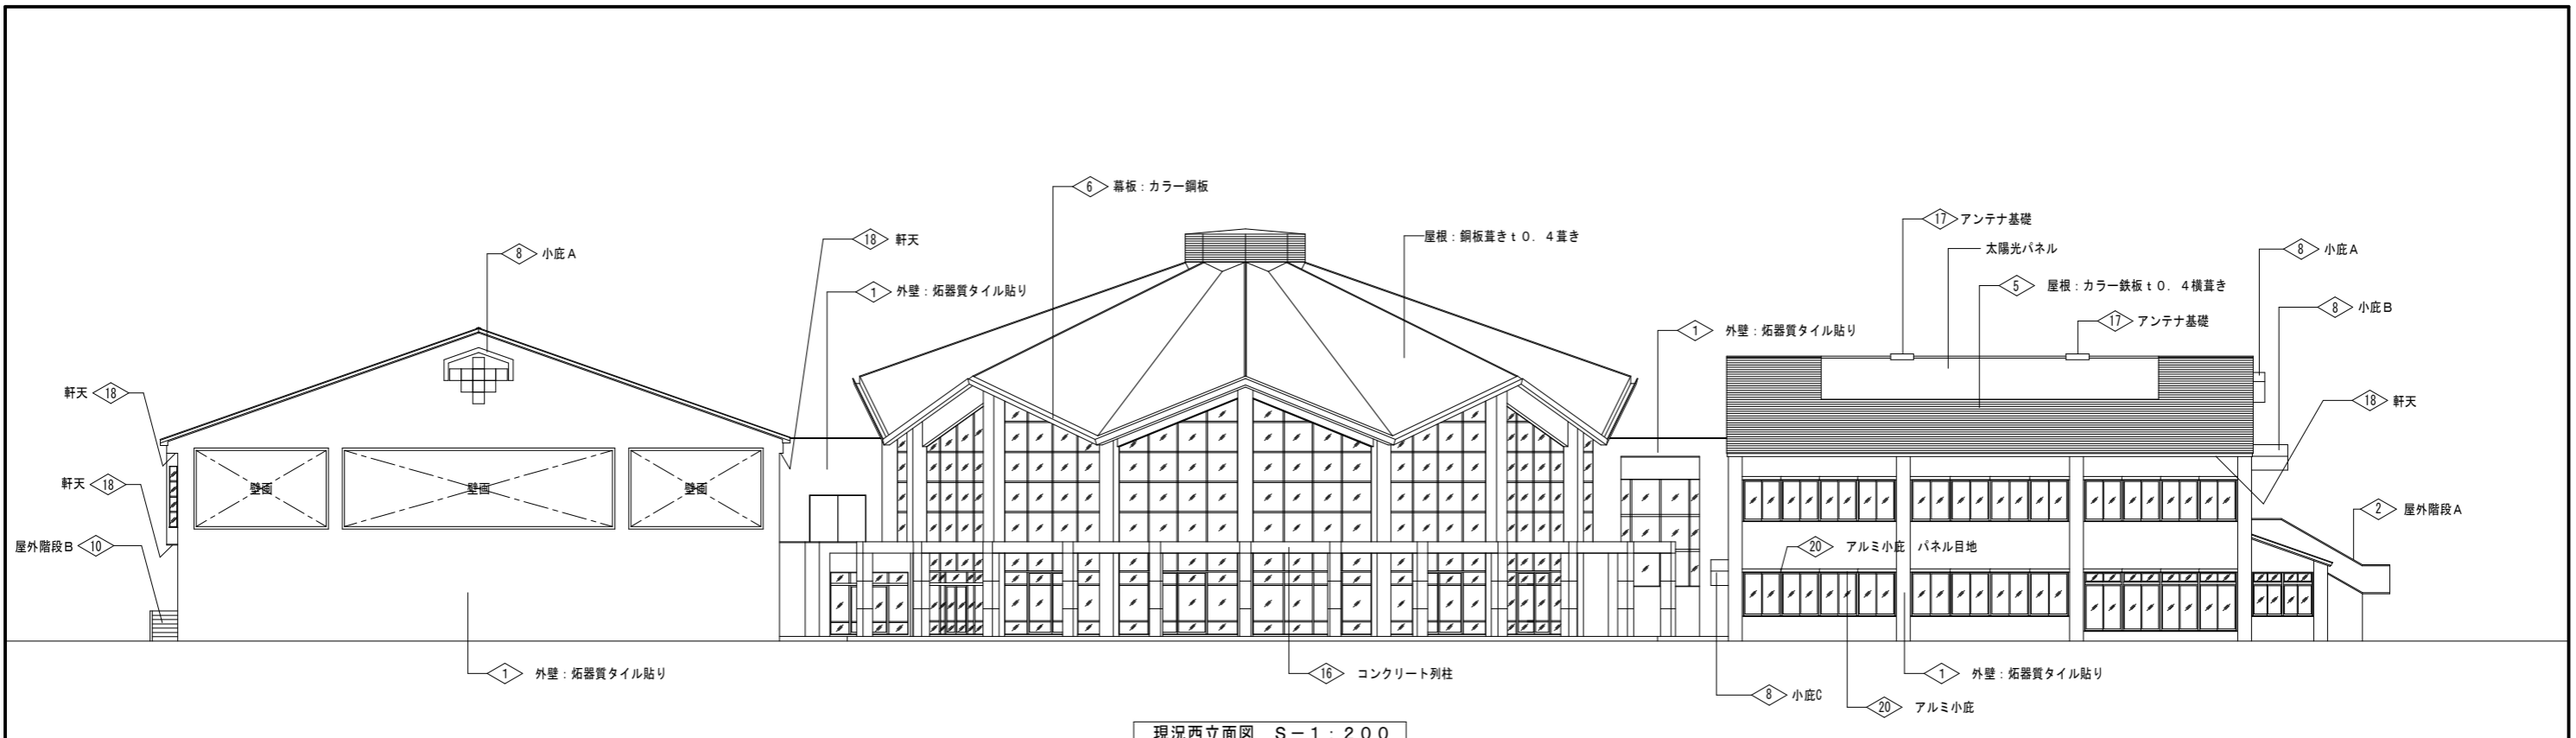 6 幕板：カラー鋼板
17 アンテナ基礎
18 軒天
屋根：銅板葺きｔ０．４葺き
太陽光パネル
8 小庇Ａ
8 小庇Ａ
5 屋根：カラー鉄板ｔ０．４横葺き
1 外壁：炻器質タイル貼り
8 小庇Ｂ
17 アンテナ基礎
1 外壁：炻器質タイル貼り
軒天 18
18 軒天
軒天 18
壁画
壁画
壁画
2 屋外階段Ａ
屋外階段Ｂ 10
20 アルミ小庇　パネル目地
1 外壁：炻器質タイル貼り
16 コンクリート列柱
1 外壁：炻器質タイル貼り
8 小庇C
20 アルミ小庇
現況西立面図　Ｓ－１：２００